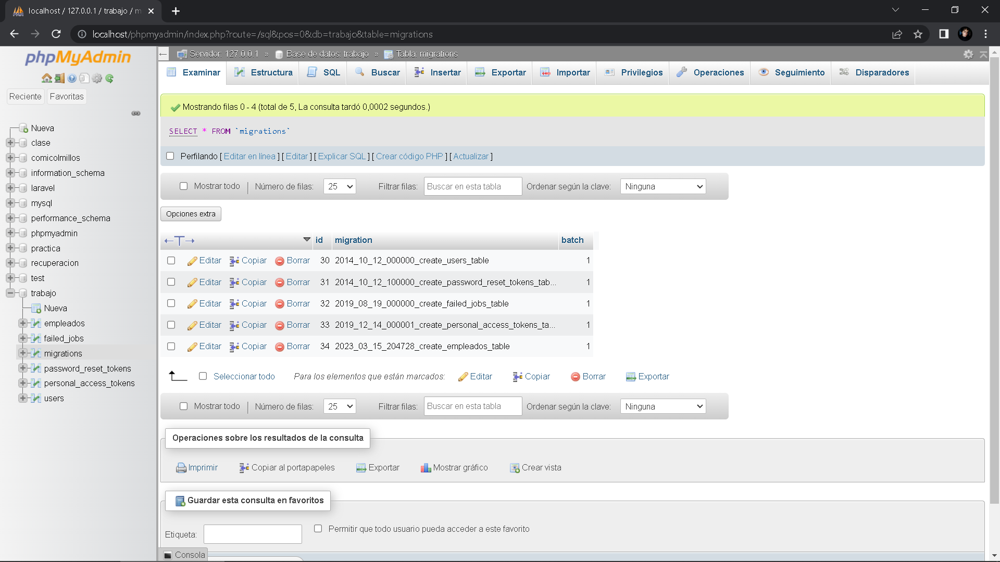 localhost / 127.0.0.1 / trabajo / m
localhost/phpmyadmin/index.php?route=/sql&pos=0&db=trabajo&table=migrations
phpMyAdmin
Reciente Favoritas
Nueva
clase
comicolmillos
information_schema
laravel
mysql
performance_schema
phpmyadmin
practica
recuperacion
test
trabajo
Nueva
empleados
failed_jobs
migrations
password_reset_tokens
personal_access_tokens
users
Servidor: 127.0.0.1 » Base de datos: trabajo » Tabla: migrations
Examinar Estructura SQL Buscar Insertar Exportar Importar Privilegios Operaciones Seguimiento Disparadores
Mostrando filas 0 - 4 (total de 5, La consulta tardó 0,0002 segundos.)
SELECT * FROM `migrations`
Perfilando [ Editar en línea ] [ Editar ] [ Explicar SQL ] [ Crear código PHP ] [ Actualizar ]
Mostrar todo Número de filas: 25 Filtrar filas: Buscar en esta tabla Ordenar según la clave: Ninguna
Opciones extra
id migration batch
Editar Copiar Borrar 30 2014_10_12_000000_create_users_table 1
Editar Copiar Borrar 31 2014_10_12_100000_create_password_reset_tokens_tab... 1
Editar Copiar Borrar 32 2019_08_19_000000_create_failed_jobs_table 1
Editar Copiar Borrar 33 2019_12_14_000001_create_personal_access_tokens_ta... 1
Editar Copiar Borrar 34 2023_03_15_204728_create_empleados_table 1
Seleccionar todo Para los elementos que están marcados: Editar Copiar Borrar Exportar
Mostrar todo Número de filas: 25 Filtrar filas: Buscar en esta tabla Ordenar según la clave: Ninguna
Operaciones sobre los resultados de la consulta
Imprimir Copiar al portapapeles Exportar Mostrar gráfico Crear vista
Guardar esta consulta en favoritos
Etiqueta: Permitir que todo usuario pueda acceder a este favorito
Consola